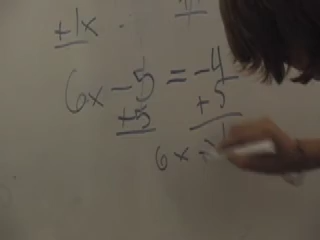 +1x
6x - 5 = -4
+5 +5
6x =